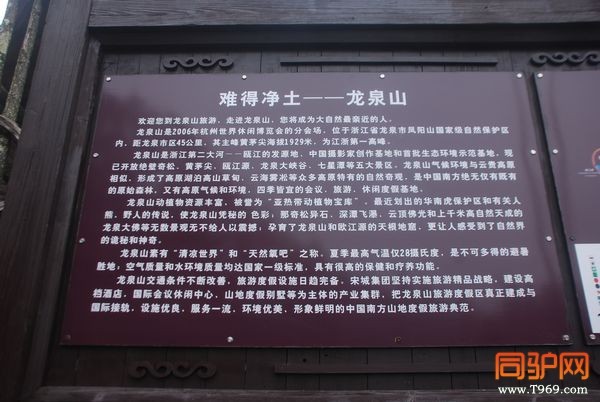 难得净土——龙泉山
欢迎您到龙泉山旅游，走进龙泉山，您将成为大自然最亲近的人。
龙泉山是2006年杭州世界休闲博览会的分会场，位于浙江省龙泉市凤阳山国家级自然保护区
内，距龙泉市区45公里，其主峰黄茅尖海拔1929米，为江浙第一高峰。
龙泉山是浙江第二大河——瓯江的发源地，中国摄影家创作基地和首批生态环境示范基地，现
已开放绝壁奇松、黄茅尖、瓯江源、龙泉大峡谷、七星潭等五大景区。龙泉山气候环境与云贵高原
相似，形成了高原湖泊高山草甸、云海雾凇等众多高原特有的自然奇观，是中国南方绝无仅有既有
的原始森林，又有高原气候和环境，四季皆宜的会议、旅游、休闲度假基地。
龙泉山动植物资源丰富，被誉为“亚热带动植物宝库”，最近划出的华南虎保护区和有关人
熊、野人的传说，使龙泉山凭秘的色彩；那奇松异石、深潭飞瀑、云顶佛光和上千米高自然天成的
龙泉大佛等无数景观无不给人以震撼；孕育了龙泉山和欧江源的天根地窟，更让人感受到了自然界
的诡秘和神奇。
龙泉山素有“清凉世界”和“天然氧吧”之称，夏季最高气温仅28摄氏度，是不可多得的避暑
胜地；空气质量和水环境质量均达国家一级标准，具有很高的保健和疗养功能。
龙泉山交通条件不断改善，旅游度假设施日趋完备，宋城集团坚持实施旅游精品战略，建设高
档酒店、国际会议休闲中心、山地度假别墅等为主体的产业集群，把龙泉山旅游度假区真正建成与
国际接轨，设施优良、服务一流、环境优美、形象鲜明的中国南方山地度假旅游典范。
同驴网
www.T969.com